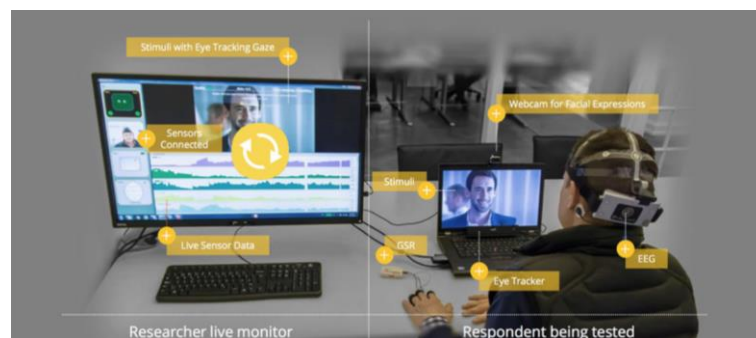 Stimuli with Eye Tracking Gaze
Webcam for Facial Expressions
Sensors
Connected
Stimuli
Live Sensor Data
GSR
Eye Tracker
EEG
Researcher live monitor
Respondent being tested